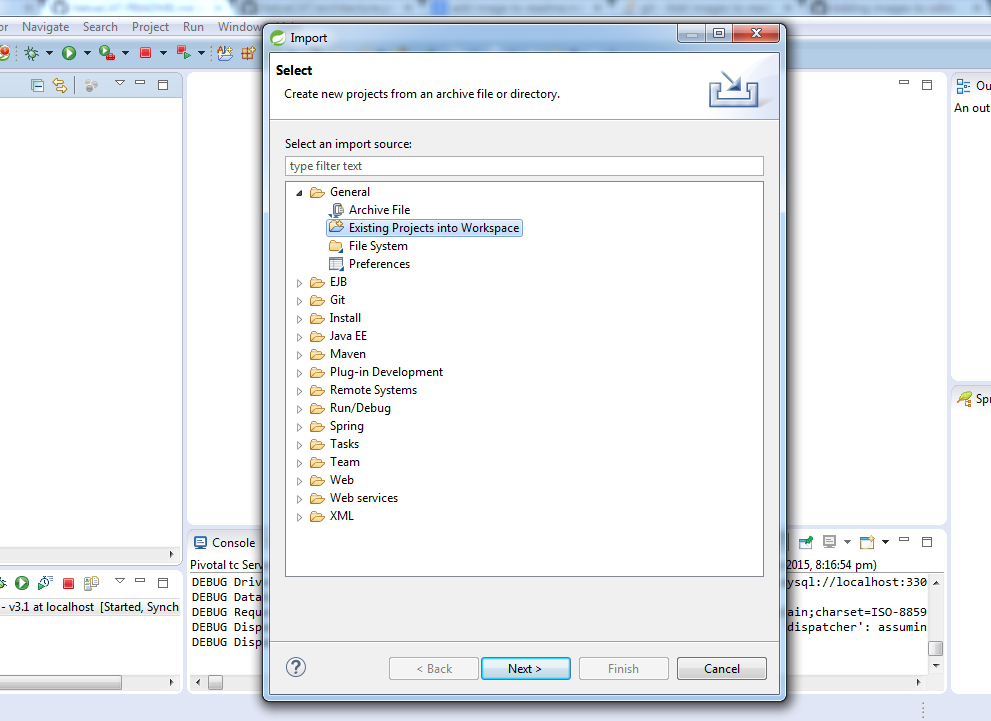 or Navigate Search Project Run Window
Import
Select
Create new projects from an archive file or directory.
Select an import source:
type filter text
General
Archive File
Existing Projects into Workspace
File System
Preferences
EJB
Git
Install
Java EE
Maven
Plug-in Development
Remote Systems
Run/Debug
Spring
Tasks
Team
Web
Web services
XML
< Back Next > Finish Cancel
Ou
An out
Spr
Console
Pivotal tc Serv 2015, 8:16:54 pm)
DEBUG Driv ysql://localhost:330
DEBUG Data
DEBUG Requ ain;charset=ISO-8859
DEBUG Disp dispatcher': assumin
DEBUG Disp
- v3.1 at localhost [Started, Synch